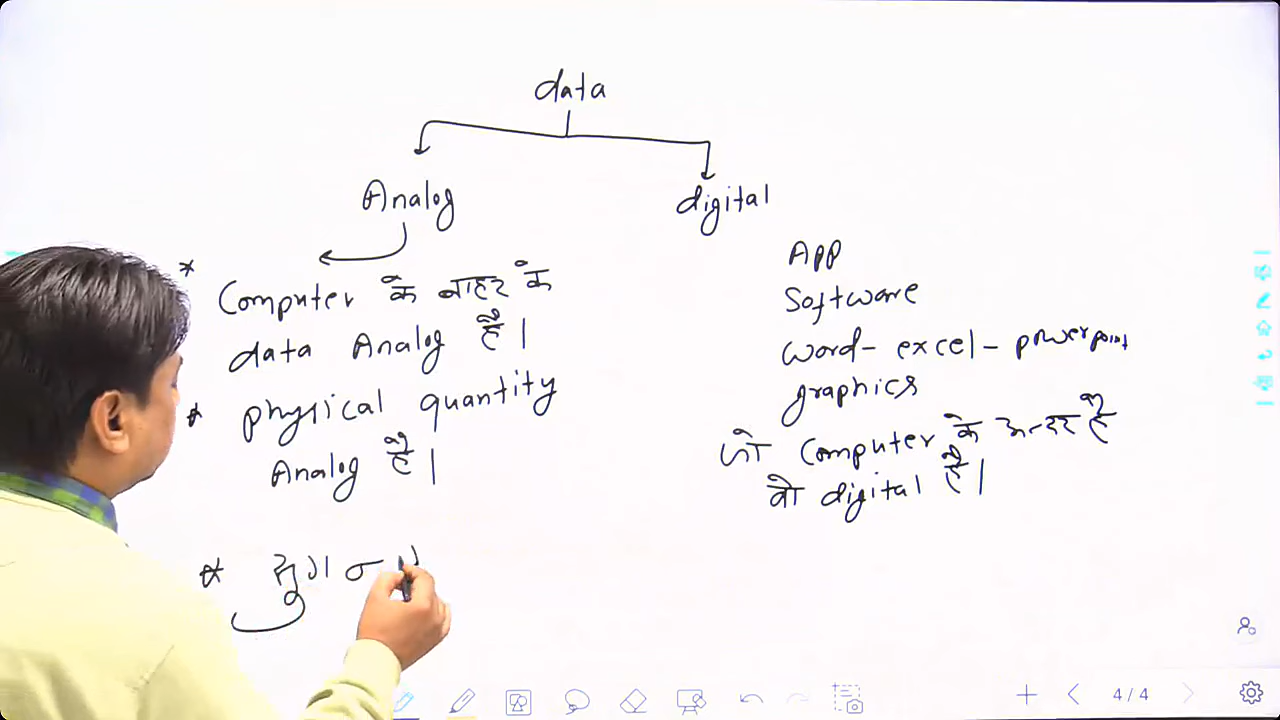 data
Analog
digital
* Computer के बाहर के
data Analog है।
* physical quantity
Analog है।
App
Software
word - excel - powerpoint
graphics
जो Computer के अन्दर है
वो digital है।
*
4/4